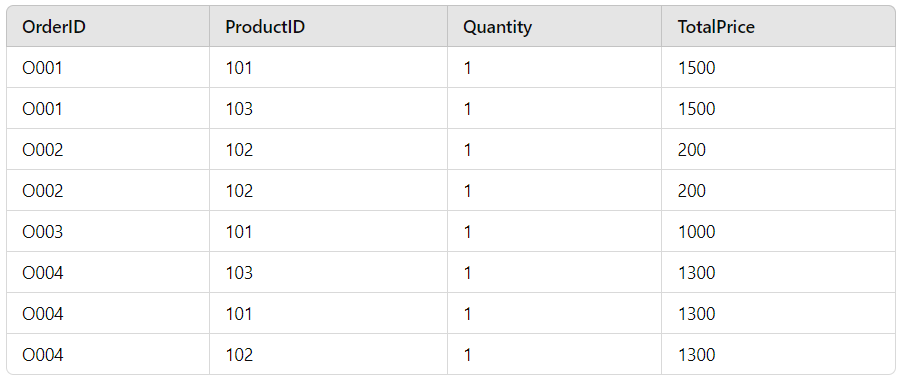 OrderID ProductID Quantity TotalPrice
O001 101 1 1500
O001 103 1 1500
O002 102 1 200
O002 102 1 200
O003 101 1 1000
O004 103 1 1300
O004 101 1 1300
O004 102 1 1300